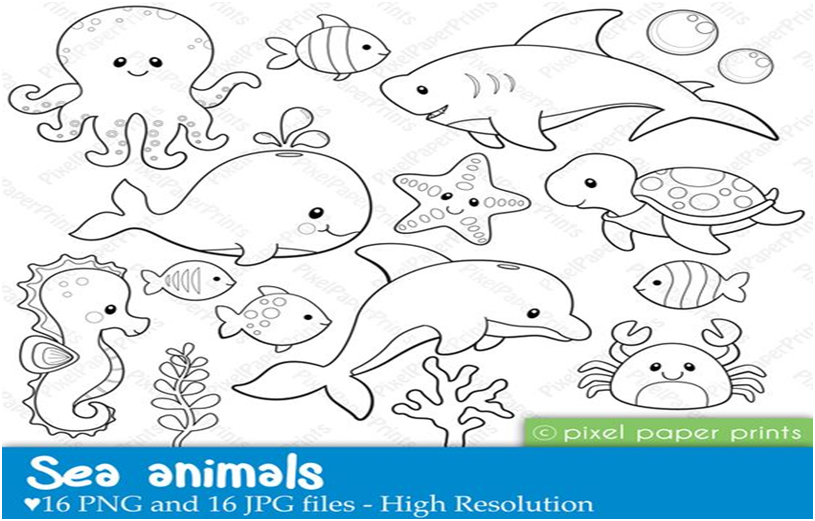 © pixel paper prints
Sea animals
♥16 PNG and 16 JPG files - High Resolution